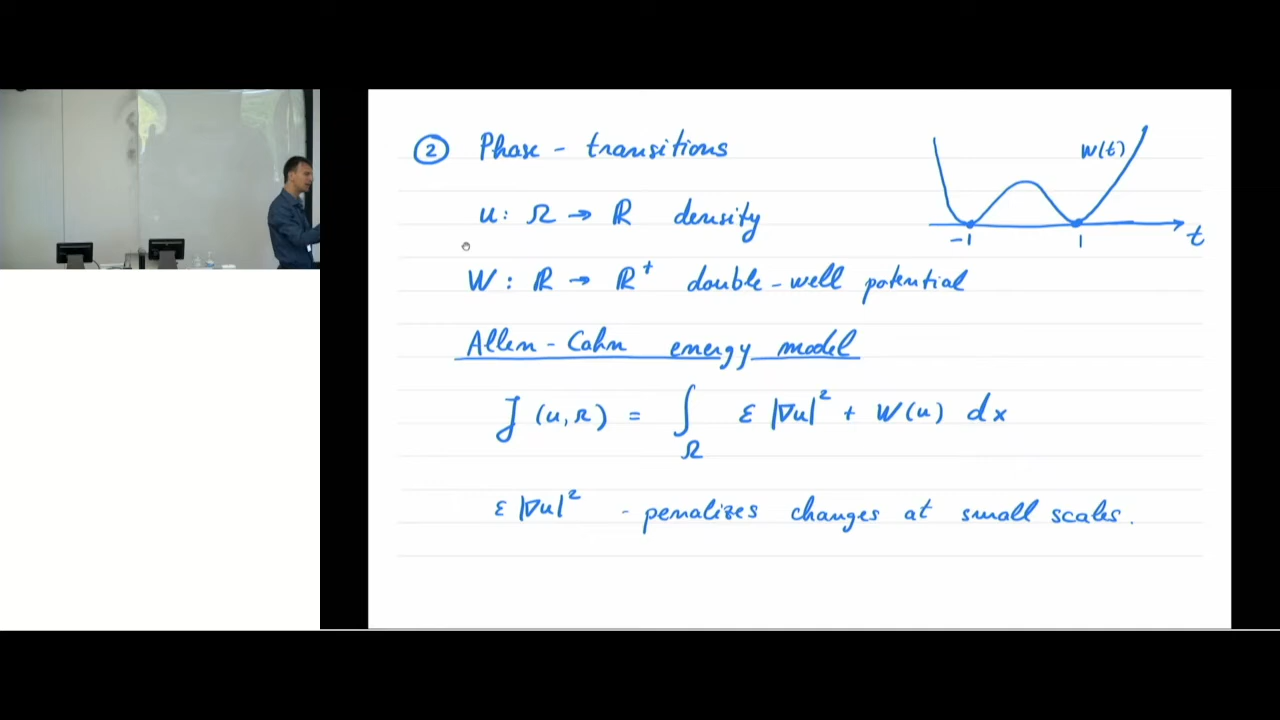 ② Phase - transitions
W(t)
u: Ω → ℝ density
-1 1 t
W: ℝ → ℝ⁺ double-well potential
Allen-Cahn energy model
J(u,Ω) = ∫_Ω ε|∇u|² + W(u) dx
ε|∇u|² - penalizes changes at small scales.